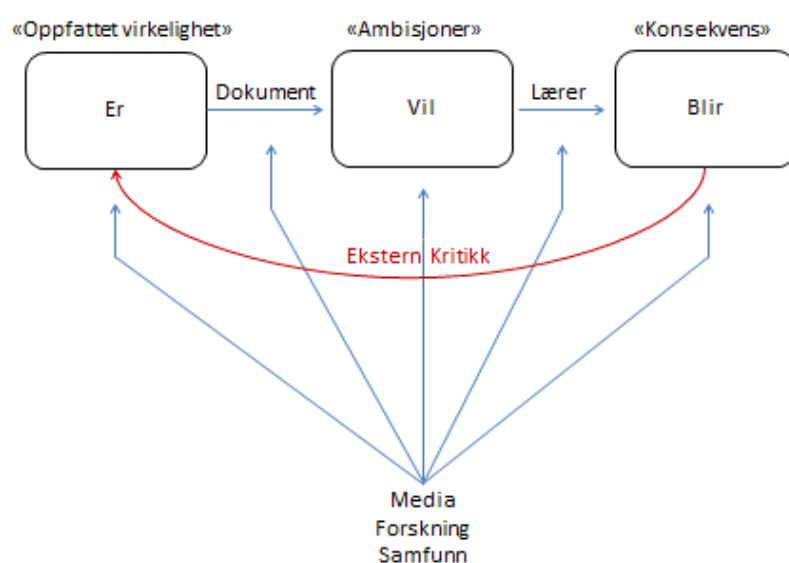 «Oppfattet virkelighet»
«Ambisjoner»
«Konsekvens»
Er
Dokument
Vil
Lærer
Blir
Ekstern Kritikk
Media
Forskning
Samfunn